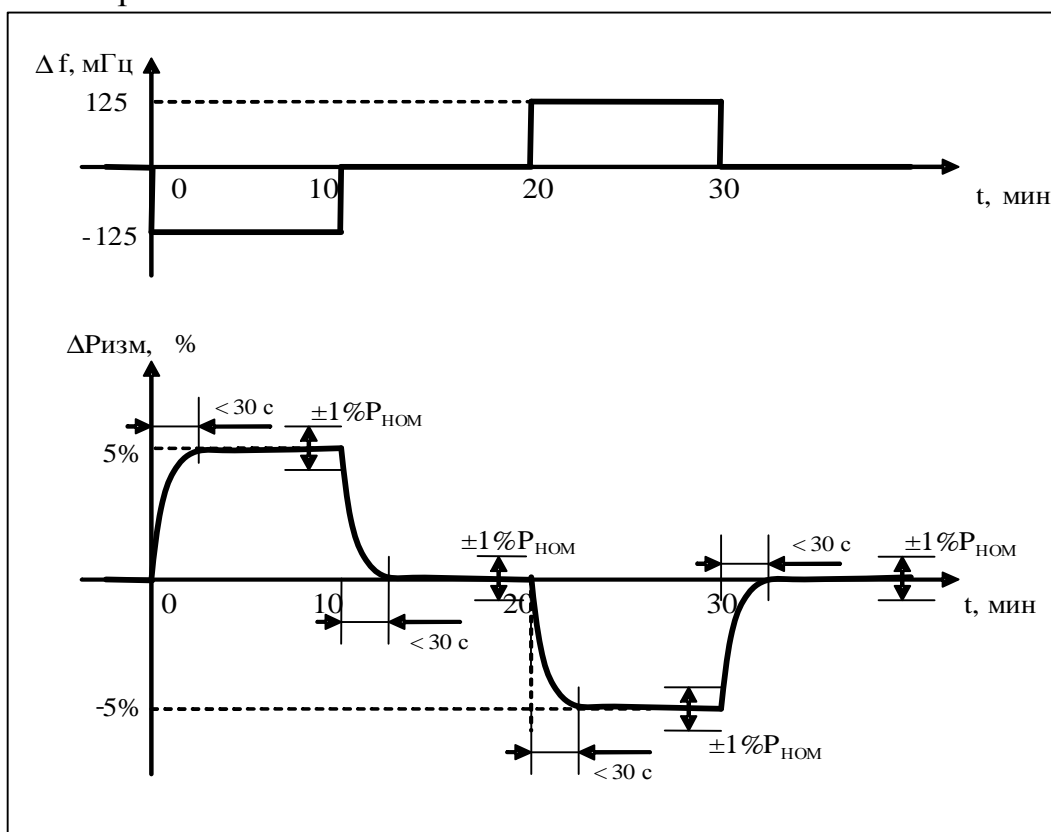 Δ f, мГц
125
0
10
20
30
t, мин
-125
ΔPизм, %
< 30 с
±1%PНОМ
5%
±1%PНОМ
< 30 с
±1%PНОМ
0
10
20
30
t, мин
< 30 с
-5%
±1%PНОМ
< 30 с